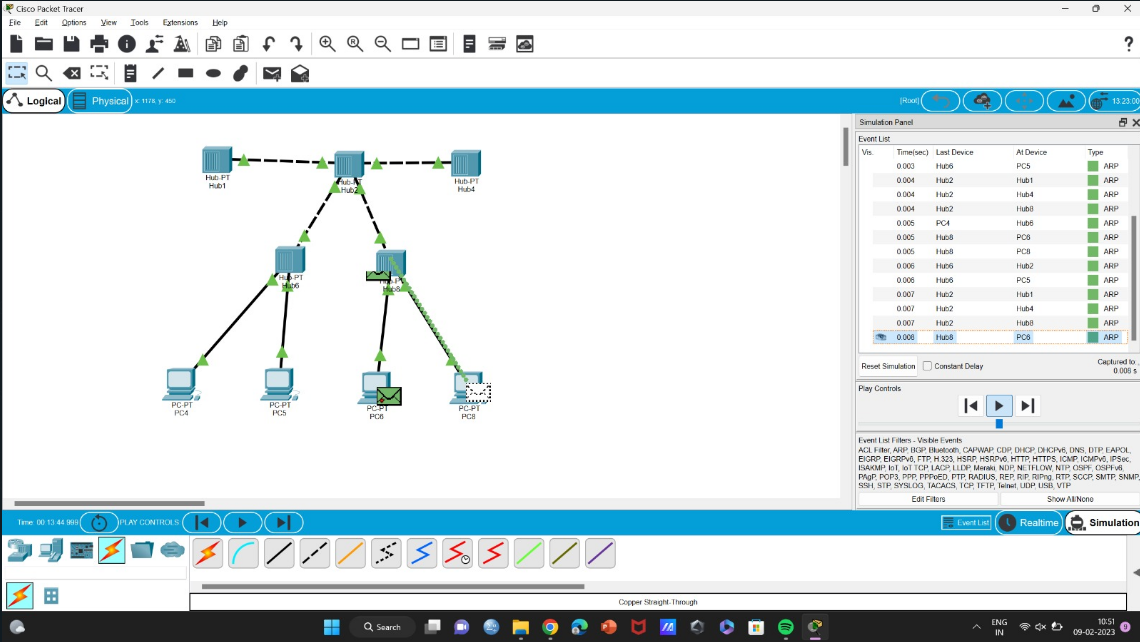 Cisco Packet Tracer
File Edit Options View Tools Extensions Help
Logical Physical x: 1178, y: 450 [Root] 13:23:00
Simulation Panel
Event List
Vis. Time(sec) Last Device At Device Type
0.003 Hub6 PC5 ARP
0.004 Hub2 Hub1 ARP
0.004 Hub2 Hub4 ARP
0.004 Hub2 Hub8 ARP
0.005 PC4 Hub6 ARP
0.005 Hub8 PC6 ARP
0.005 Hub8 PC8 ARP
0.006 Hub6 Hub2 ARP
0.006 Hub6 PC5 ARP
0.007 Hub2 Hub1 ARP
0.007 Hub2 Hub4 ARP
0.007 Hub2 Hub8 ARP
0.008 Hub8 PC6 ARP
Reset Simulation Constant Delay Captured to:
0.008 s
Play Controls
Event List Filters - Visible Events
ACL Filter, ARP, BGP, Bluetooth, CAPWAP, CDP, DHCP, DHCPv6, DNS, DTP, EAPOL,
EIGRP, EIGRPv6, FTP, H.323, HSRP, HSRPv6, HTTP, HTTPS, ICMP, ICMPv6, IPSec,
ISAKMP, IoT, IoT TCP, LACP, LLDP, Meraki, NDP, NETFLOW, NTP, OSPF, OSPFv6,
PAgP, POP3, PPP, PPPoED, PTP, RADIUS, REP, RIP, RIPng, RTP, SCCP, SMTP, SNMP,
SSH, STP, SYSLOG, TACACS, TCP, TFTP, Telnet, UDP, USB, VTP
Edit Filters Show All/None
Hub-PT
Hub1
Hub-PT
Hub2
Hub-PT
Hub4
Hub-PT
Hub6
Hub-PT
Hub8
PC-PT
PC4
PC-PT
PC5
PC-PT
PC6
PC-PT
PC8
Time: 00:13:44.999 PLAY CONTROLS Event List Realtime Simulation
Copper Straight-Through
Search
ENG
IN
10:51
09-02-2023